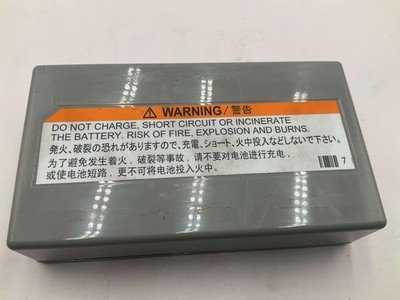 ⚠ WARNING/警告
DO NOT CHARGE, SHORT CIRCUIT OR INCINERATE
THE BATTERY. RISK OF FIRE, EXPLOSION AND BURNS.
発火、破裂の恐れがありますので、充電、ショート、火中投入などしないで下さい。
为了避免发生着火，破裂等事故，请不要对电池进行充电，
或使电池短路，更不可将电池投入火中。
7